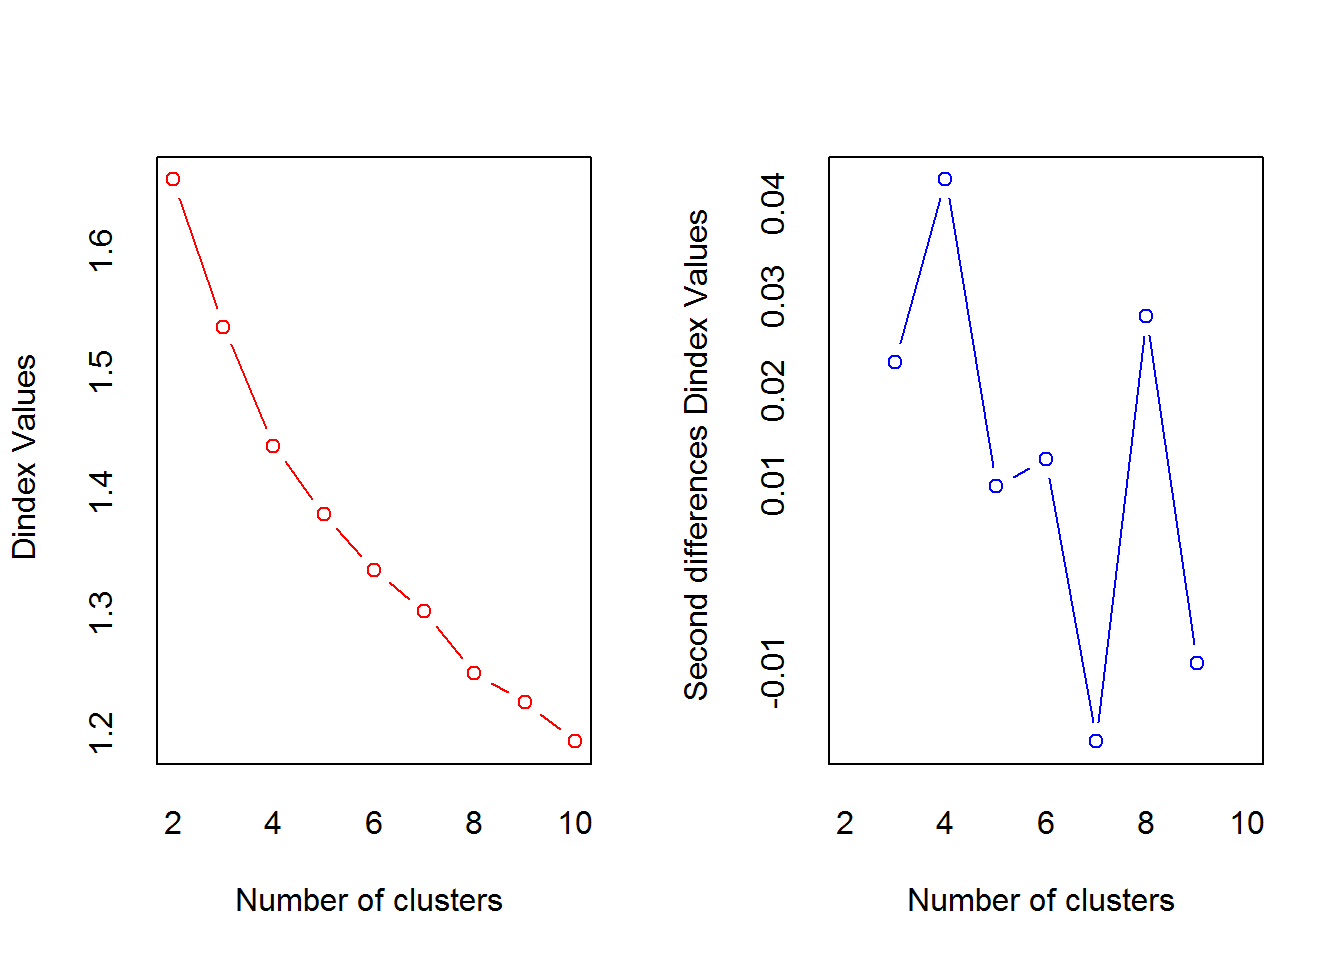 Dindex Values
1.6
1.5
1.4
1.3
1.2
2 4 6 8 10
Number of clusters
Second differences Dindex Values
0.04
0.03
0.02
0.01
-0.01
2 4 6 8 10
Number of clusters